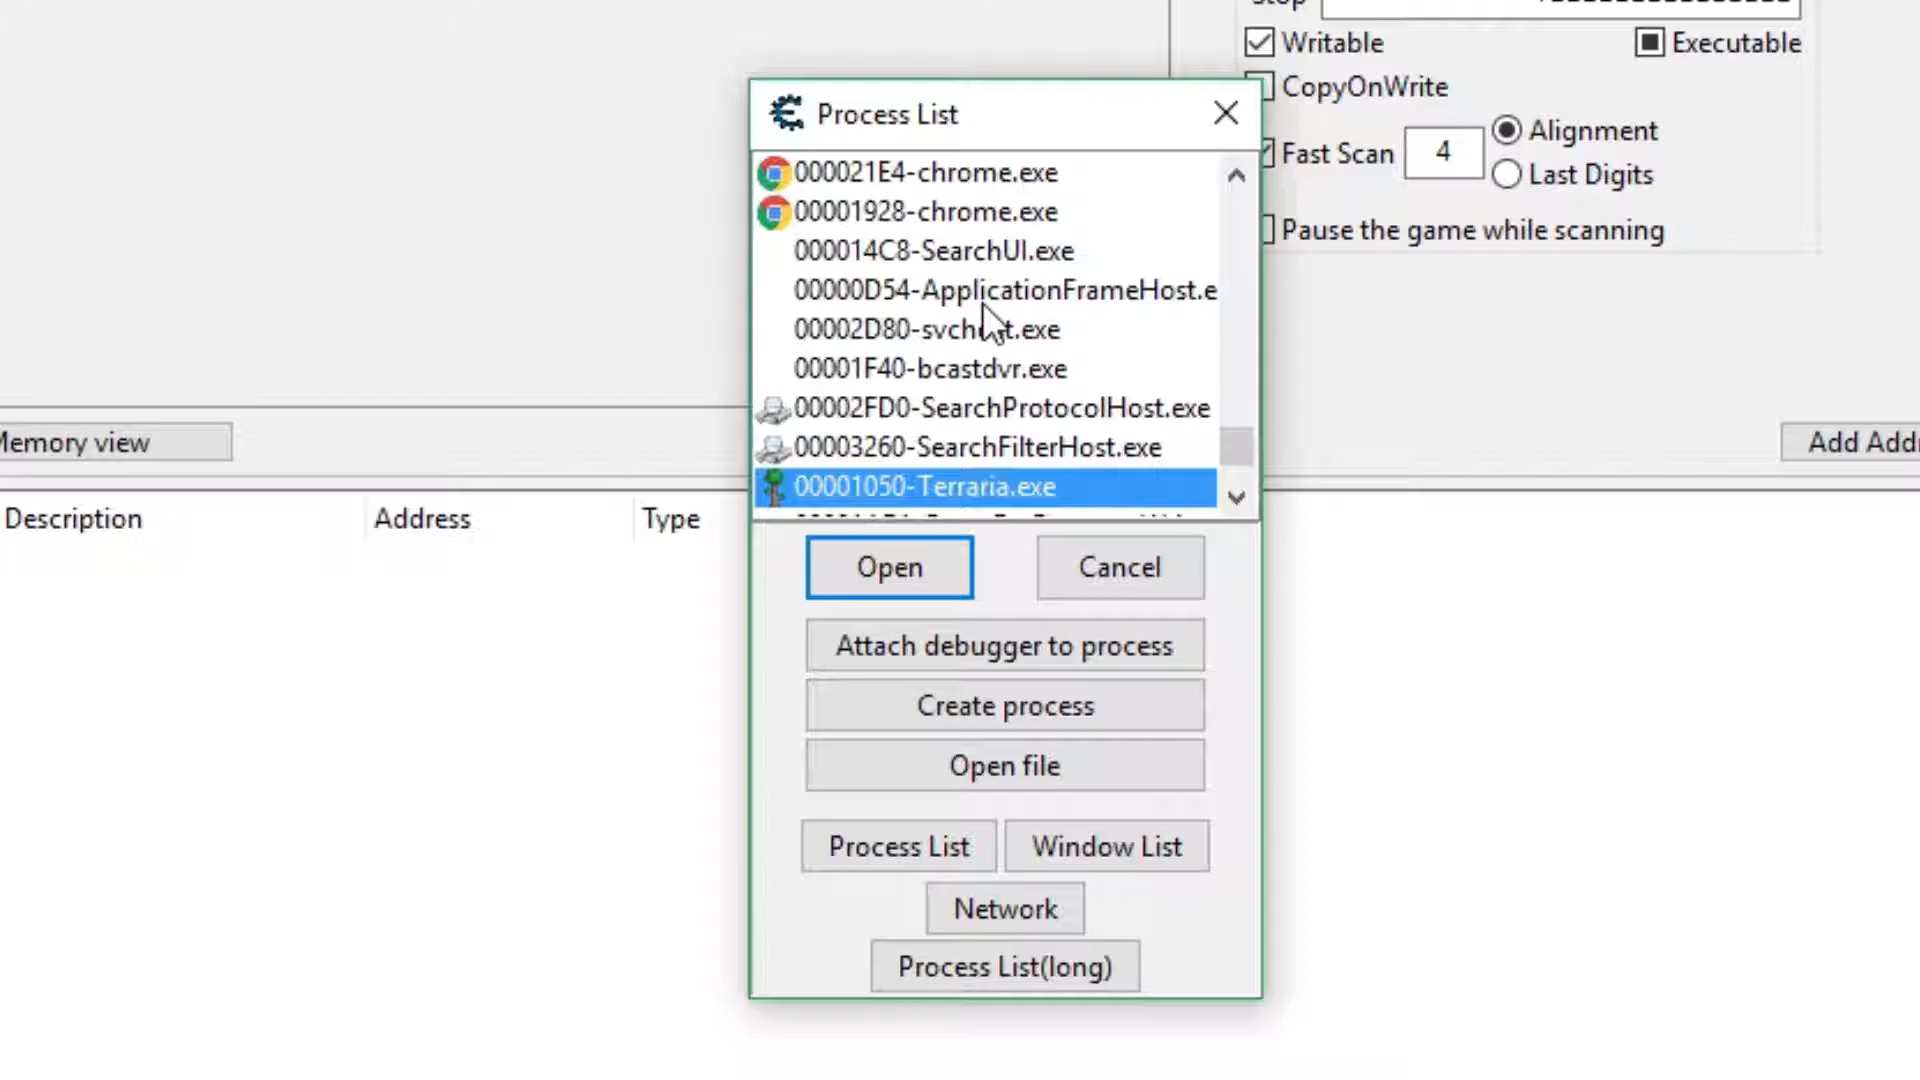 Writable
Executable
CopyOnWrite
Process List
Alignment
Fast Scan
4
Last Digits
000021E4-chrome.exe
00001928-chrome.exe
Pause the game while scanning
000014C8-SearchUI.exe
00000D54-ApplicationFrameHost.e
00002D80-svch t.exe
00001F40-bcastdvr.exe
00002FD0-SearchProtocolHost.exe
00003260-SearchFilterHost.exe
00001050-Terraria.exe
Memory view
Add Addr
Description
Address
Type
Open
Cancel
Attach debugger to process
Create process
Open file
Process List
Window List
Network
Process List(long)